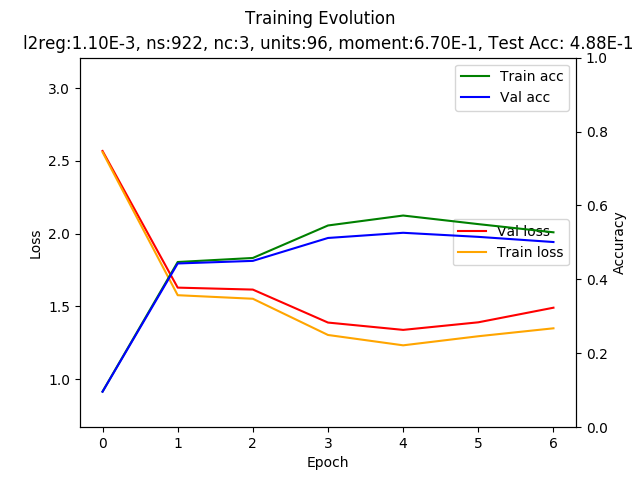 Training Evolution
l2reg:1.10E-3, ns:922, nc:3, units:96, moment:6.70E-1, Test Acc: 4.88E-1
Train acc
Val acc
Val loss
Train loss
3.0
2.5
2.0
1.5
1.0
Loss
1.0
0.8
0.6
0.4
0.2
0.0
Accuracy
0 1 2 3 4 5 6
Epoch